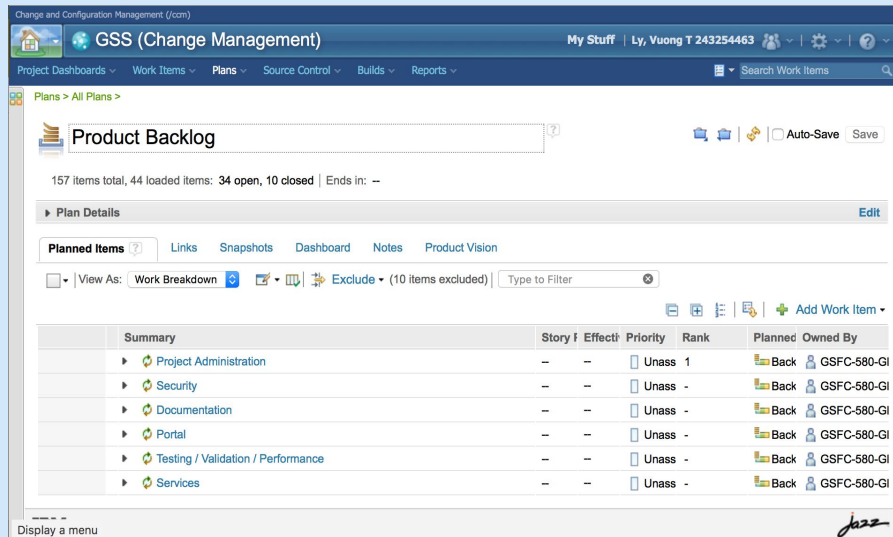 Change and Configuration Management (/ccm)
GSS (Change Management)
My Stuff | Ly, Vuong T 243254463
Project Dashboards Work Items Plans Source Control Builds Reports Search Work Items
Plans > All Plans >
Product Backlog ? Auto-Save Save
157 items total, 44 loaded items: 34 open, 10 closed | Ends in: --
Plan Details Edit
Planned Items ? Links Snapshots Dashboard Notes Product Vision
View As: Work Breakdown Exclude (10 items excluded) Type to Filter
Add Work Item
Summary Story P Effectiv Priority Rank Planned Owned By
Project Administration -- -- Unass 1 Back GSFC-580-GI
Security -- -- Unass - Back GSFC-580-GI
Documentation -- -- Unass - Back GSFC-580-GI
Portal -- -- Unass - Back GSFC-580-GI
Testing / Validation / Performance -- -- Unass - Back GSFC-580-GI
Services -- -- Unass - Back GSFC-580-GI
Display a menu
jazz